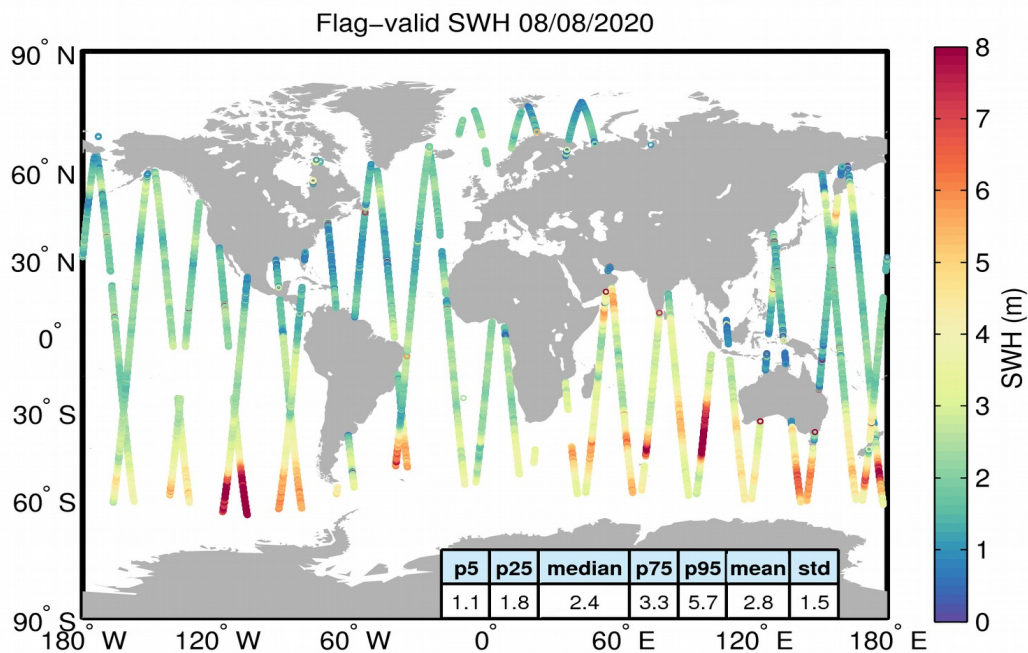 Flag−valid SWH 08/08/2020
90° N
60° N
30° N
0°
30° S
60° S
90° S
180° W
120° W
60° W
0°
60° E
120° E
180° E
p5 p25 median p75 p95 mean std
1.1 1.8 2.4 3.3 5.7 2.8 1.5
8
7
6
5
4
3
2
1
0
SWH (m)